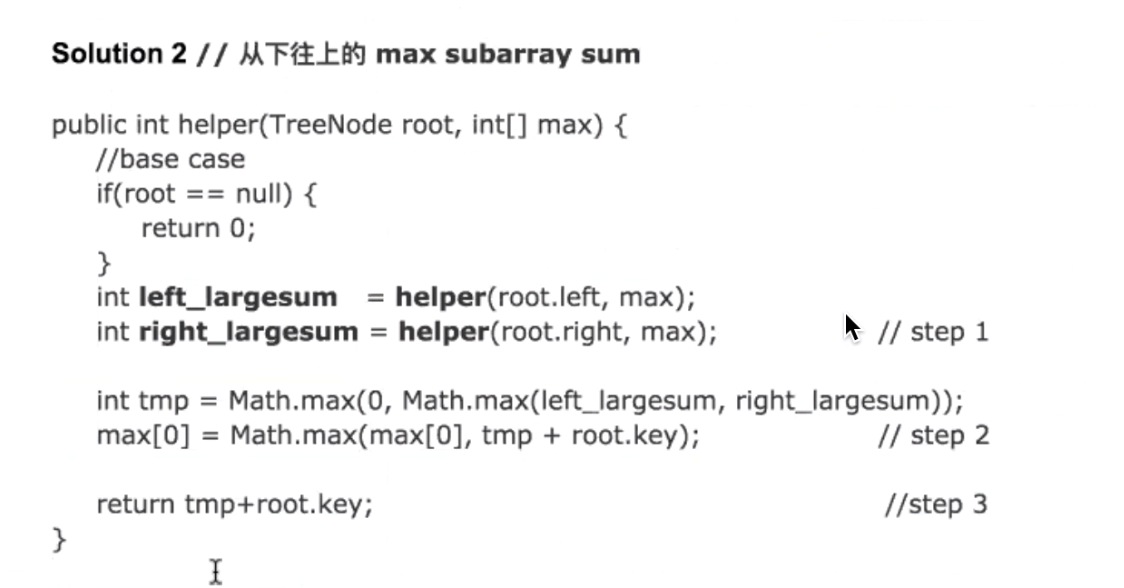 Solution 2 // 从下往上的 max subarray sum
public int helper(TreeNode root, int[] max) {
//base case
if(root == null) {
return 0;
}
int left_largesum = helper(root.left, max);
int right_largesum = helper(root.right, max); // step 1
int tmp = Math.max(0, Math.max(left_largesum, right_largesum));
max[0] = Math.max(max[0], tmp + root.key); // step 2
return tmp+root.key; //step 3
}